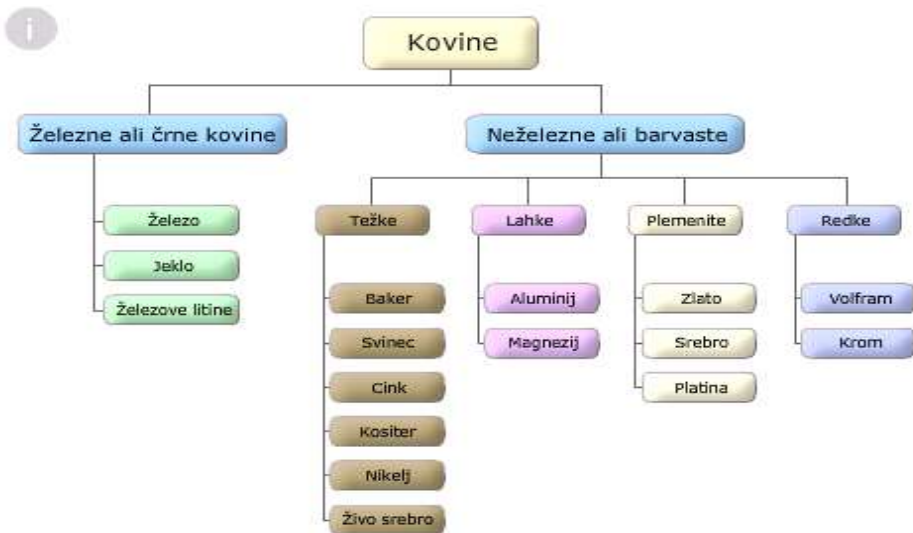 i
Kovine
Železne ali črne kovine
Neželezne ali barvaste
Železo
Jeklo
Železove litine
Težke
Baker
Svinec
Cink
Kositer
Nikelj
Živo srebro
Lahke
Aluminij
Magnezij
Plemenite
Zlato
Srebro
Platina
Redke
Volfram
Krom